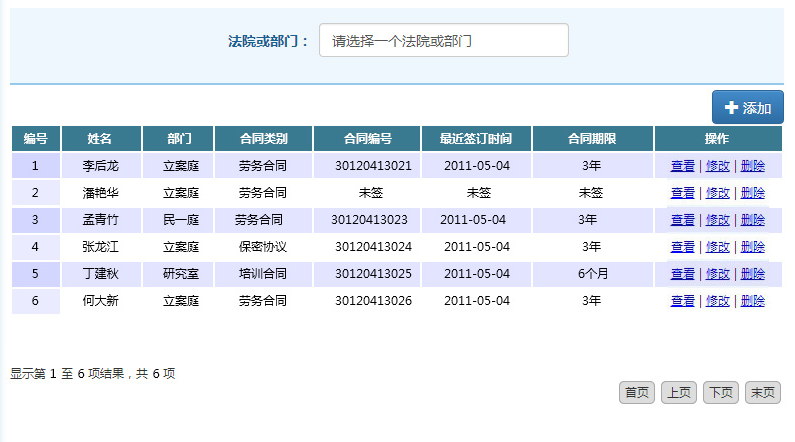 法院或部门： 请选择一个法院或部门
添加
编号 姓名 部门 合同类别 合同编号 最近签订时间 合同期限 操作
1 李后龙 立案庭 劳务合同 30120413021 2011-05-04 3年 查看 | 修改 | 删除
2 潘艳华 立案庭 劳务合同 未签 未签 未签 查看 | 修改 | 删除
3 孟青竹 民一庭 劳务合同 30120413023 2011-05-04 3年 查看 | 修改 | 删除
4 张龙江 立案庭 保密协议 30120413024 2011-05-04 3年 查看 | 修改 | 删除
5 丁建秋 研究室 培训合同 30120413025 2011-05-04 6个月 查看 | 修改 | 删除
6 何大新 立案庭 劳务合同 30120413026 2011-05-04 3年 查看 | 修改 | 删除
显示第 1 至 6 项结果，共 6 项
首页 上页 下页 末页